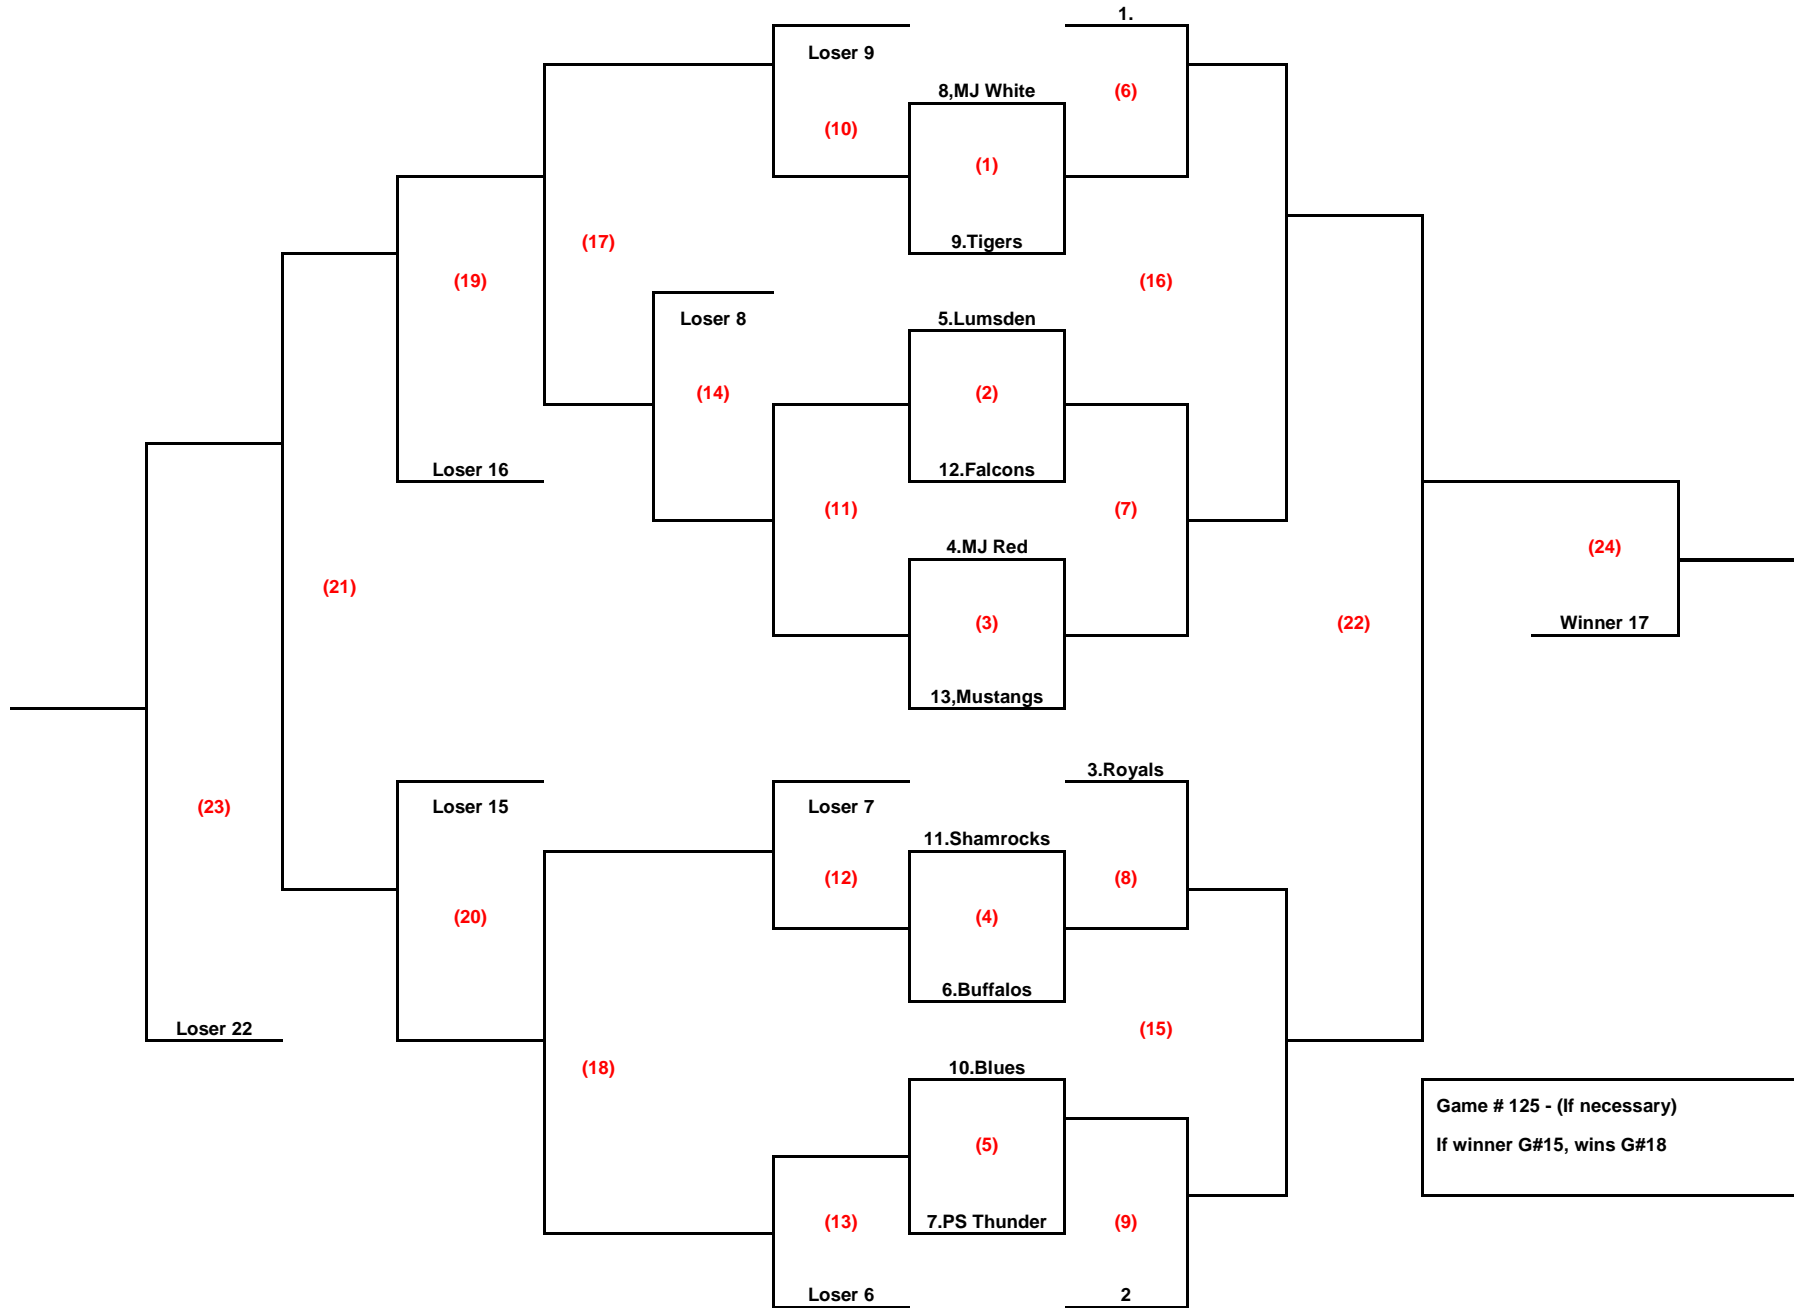 1.
Loser 9
8,MJ White
(6)
(10)
(1)
(17)
9.Tigers
(19)
(16)
Loser 8
5.Lumsden
(14)
(2)
Loser 16
12.Falcons
(11)
(7)
4.MJ Red
(24)
(21)
(3)
(22)
Winner 17
13,Mustangs
3.Royals
(23)
Loser 15
Loser 7
11.Shamrocks
(12)
(8)
(20)
(4)
6.Buffalos
Loser 22
(15)
(18)
10.Blues
Game # 125 - (If necessary)
(5)
If winner G#15, wins G#18
(13)
7.PS Thunder
(9)
Loser 6
2